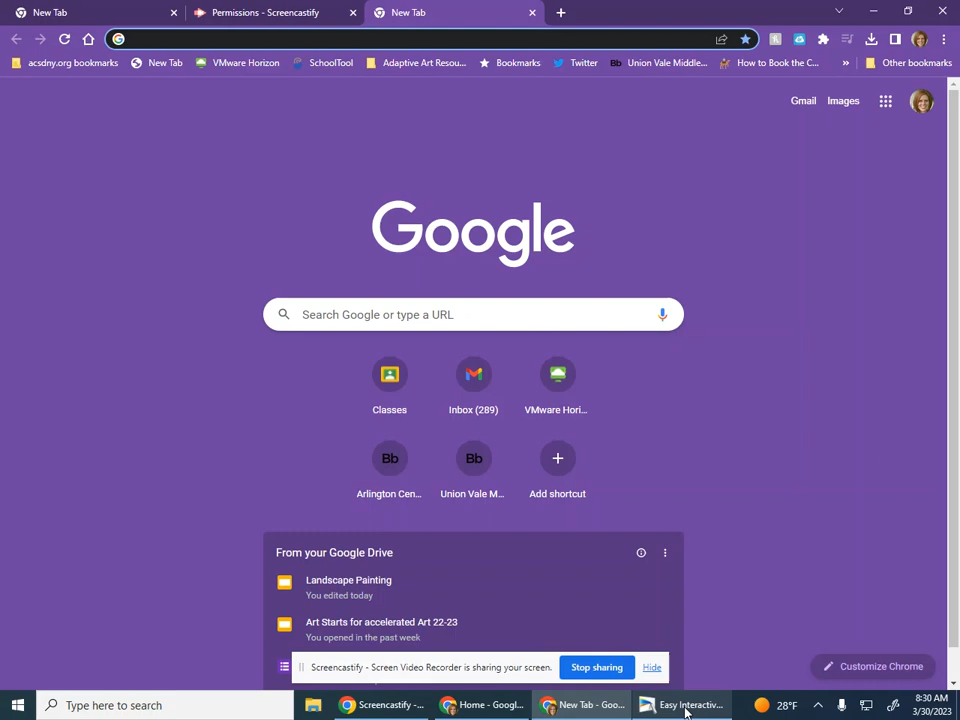 New Tab
Permissions - Screencastify
New Tab
acsdny.org bookmarks
New Tab
VMware Horizon
SchoolTool
Adaptive Art Resou...
Bookmarks
Twitter
Bb Union Vale Middle...
How to Book the C...
»
Other bookmarks
Gmail Images
Google
Search Google or type a URL
Classes
Inbox (289)
VMware Hori...
Bb
Bb
Arlington Cen...
Union Vale M...
Add shortcut
From your Google Drive
Landscape Painting
You edited today
Art Starts for accelerated Art 22-23
You opened in the past week
Screencastify - Screen Video Recorder is sharing your screen.
Stop sharing
Hide
Customize Chrome
Type here to search
Screencastify -...
Home - Googl...
New Tab - Goo...
Easy Interactiv...
28°F
8:30 AM
3/30/2023